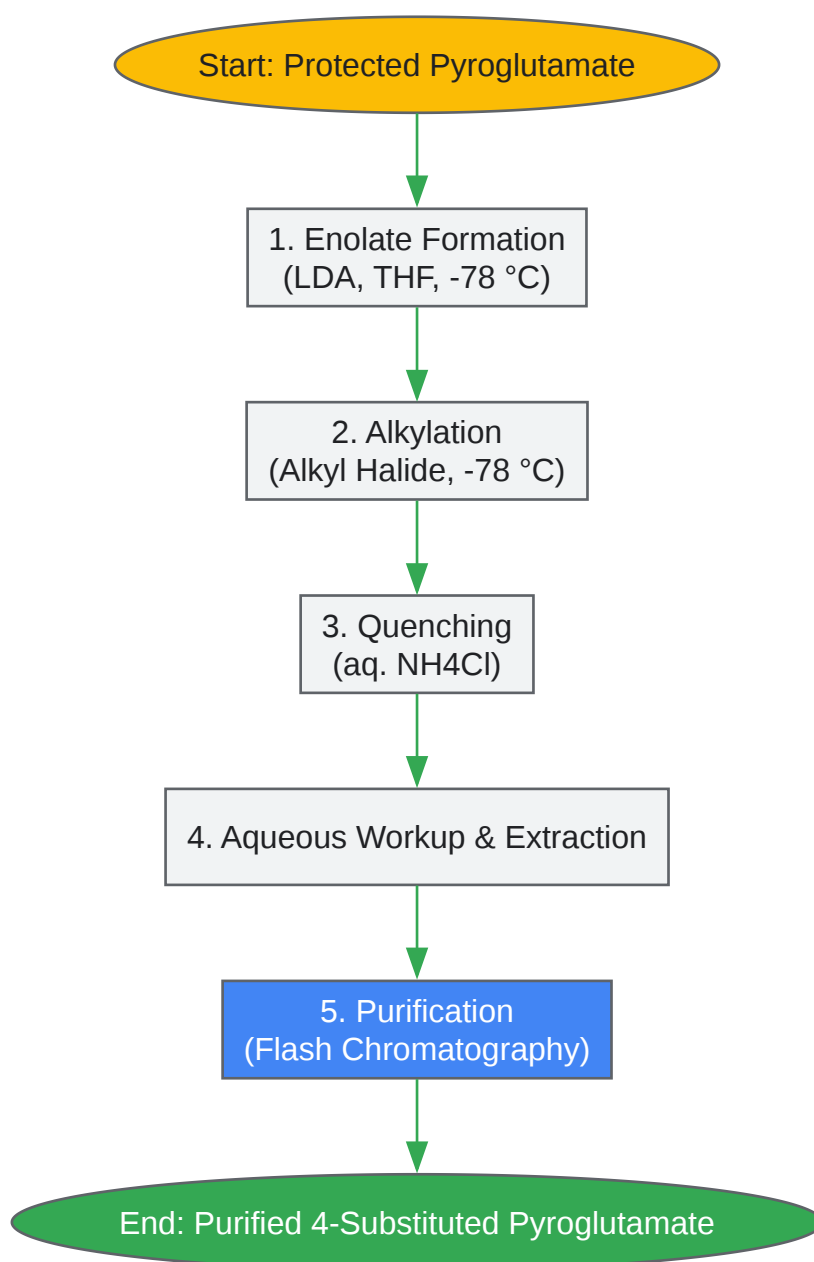 Start: Protected Pyroglutamate
1. Enolate Formation
(LDA, THF, -78 °C)
2. Alkylation
(Alkyl Halide, -78 °C)
3. Quenching
(aq. NH4Cl)
4. Aqueous Workup & Extraction
5. Purification
(Flash Chromatography)
End: Purified 4-Substituted Pyroglutamate